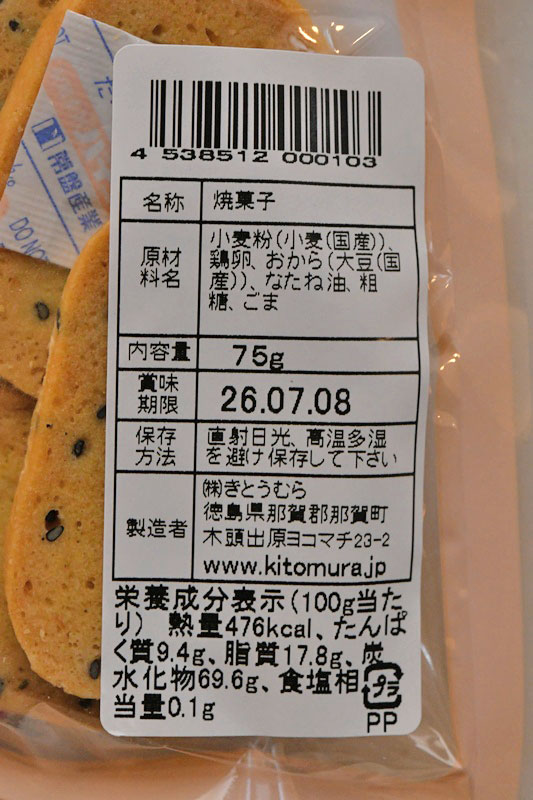 4 538512 000103
名称 焼菓子
原材料名 小麦粉(小麦(国産))、
鶏卵、おから(大豆(国
産))、なたね油、粗
糖、ごま
内容量 75g
賞味期限 26.07.08
保存方法 直射日光、高温多湿
を避け保存して下さい
製造者 ㈱きとうむら
徳島県那賀郡那賀町
木頭出原ヨコマチ23-2
www.kitomura.jp
栄養成分表示(100g当た
り) 熱量476kcal、たんぱ
く質9.4g、脂質17.8g、炭
水化物69.6g、食塩相
当量0.1g
プラ
PP
常盤産業
DO NO